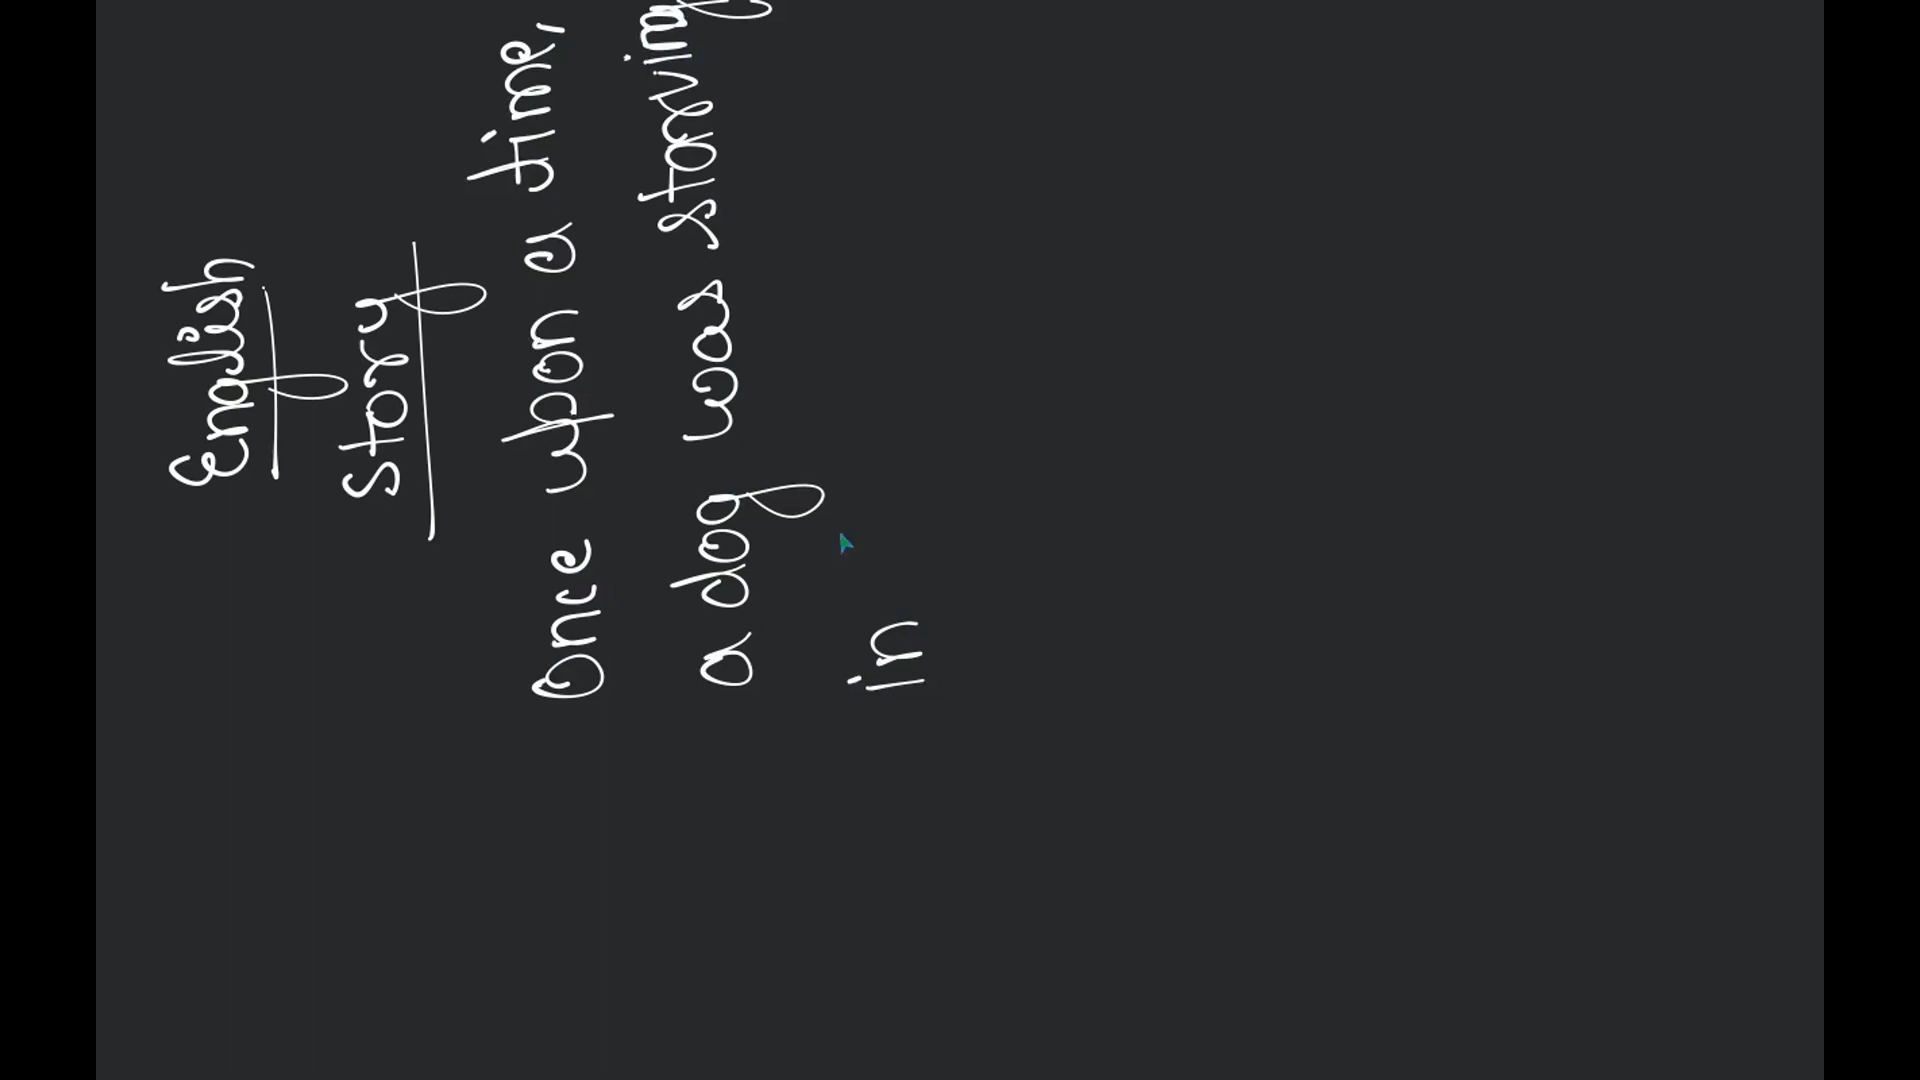 English
Story
Once upon a time,
a dog was starving
in